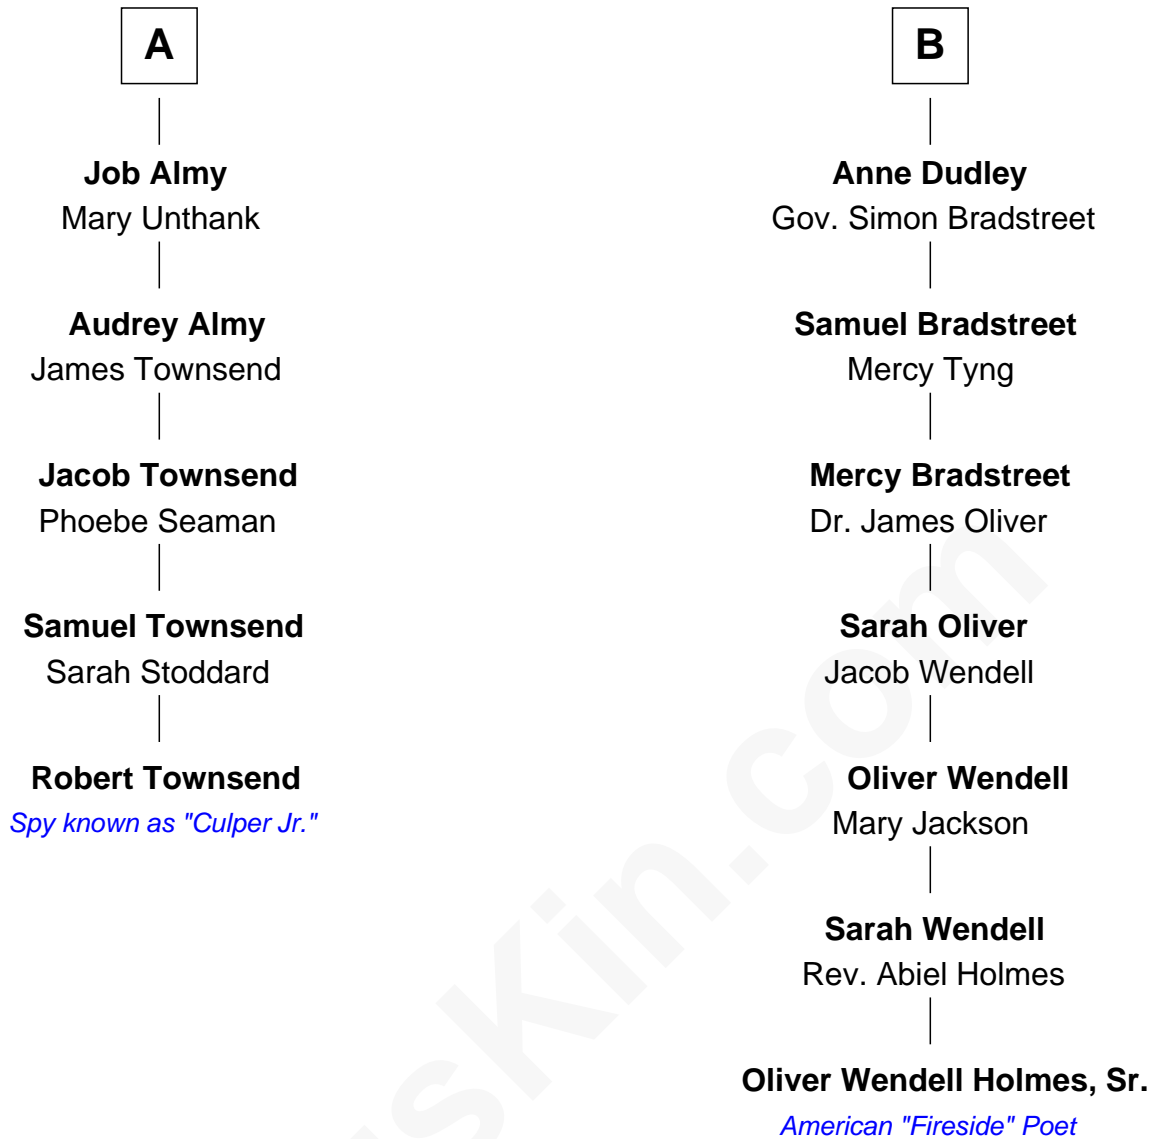 A
Job Almy
Mary Unthank
Audrey Almy
James Townsend
Jacob Townsend
Phoebe Seaman
Samuel Townsend
Sarah Stoddard
Robert Townsend
Spy known as "Culper Jr."
B
Anne Dudley
Gov. Simon Bradstreet
Samuel Bradstreet
Mercy Tyng
Mercy Bradstreet
Dr. James Oliver
Sarah Oliver
Jacob Wendell
Oliver Wendell
Mary Jackson
Sarah Wendell
Rev. Abiel Holmes
Oliver Wendell Holmes, Sr.
American "Fireside" Poet